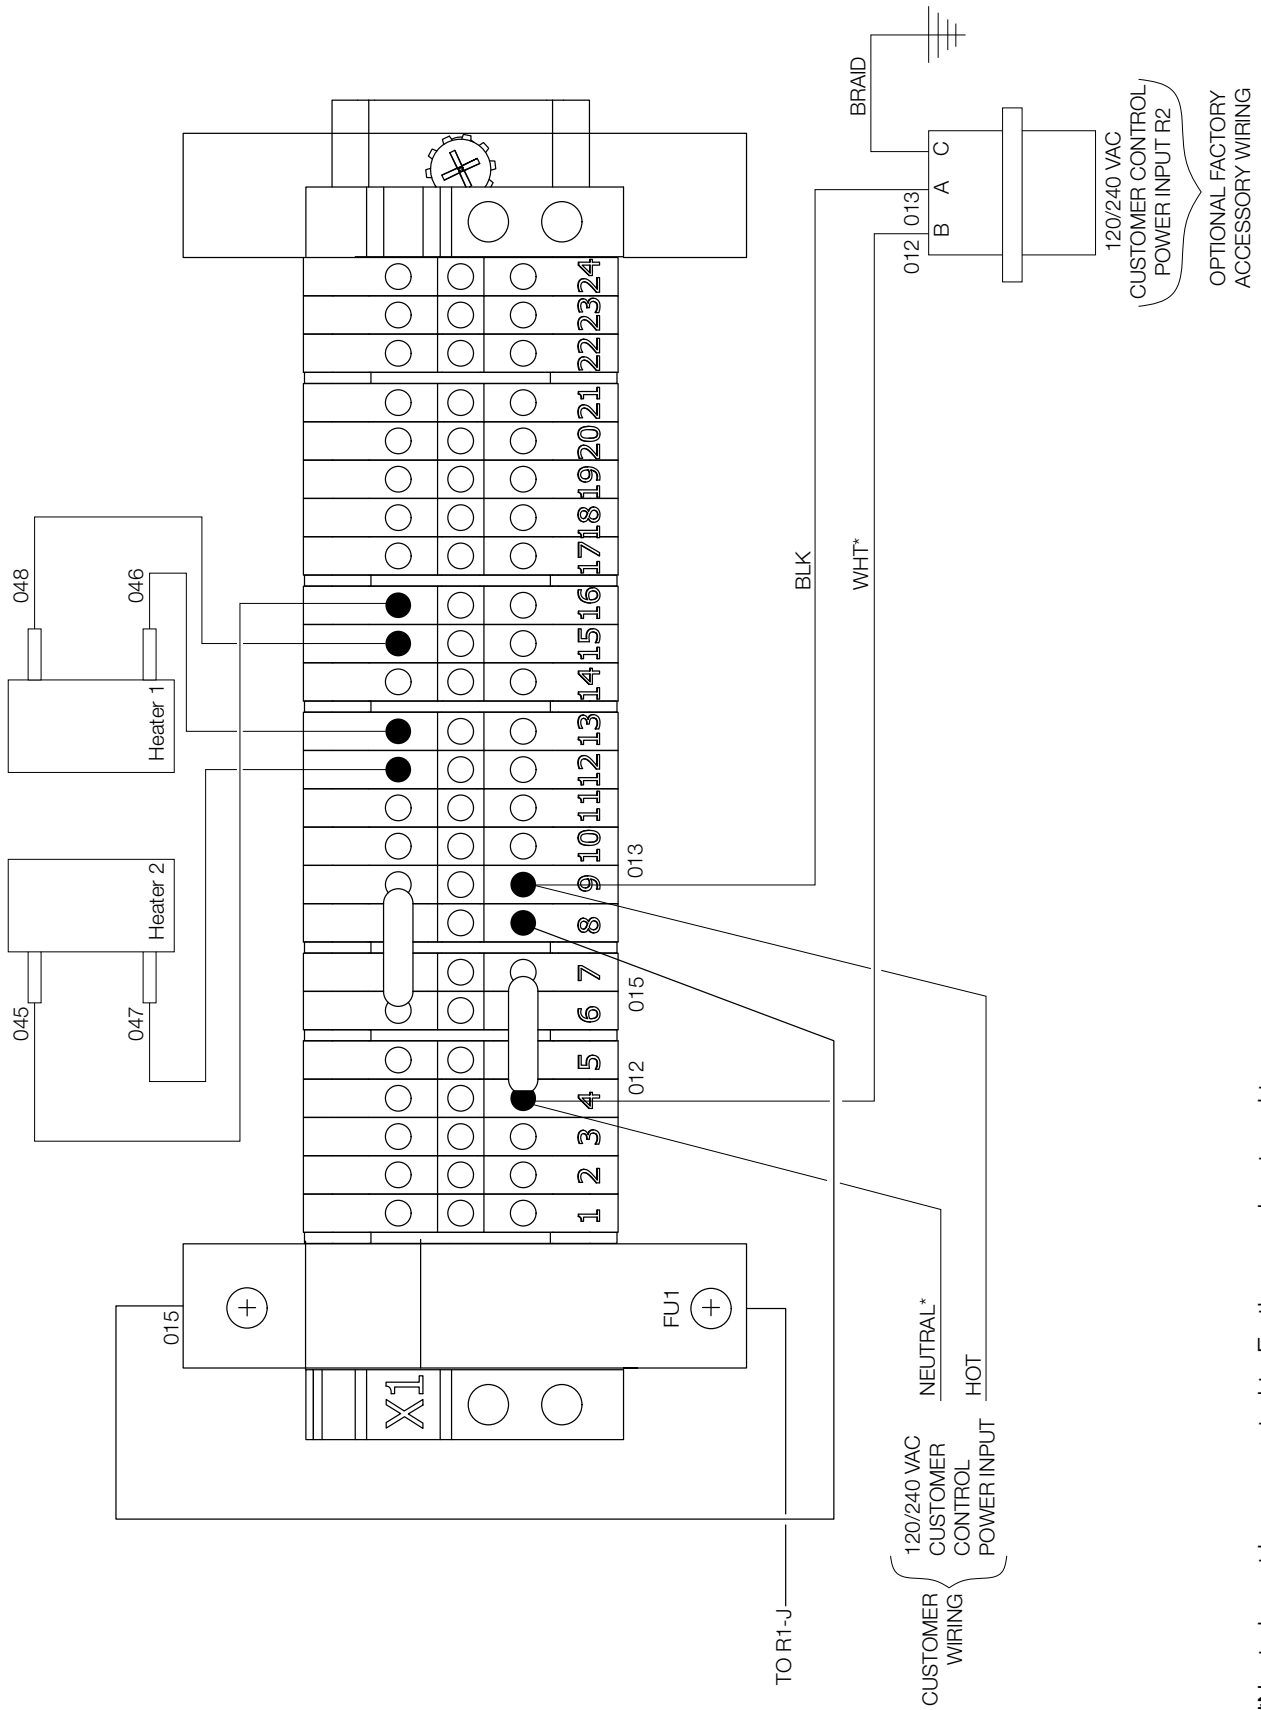 048
046
Heater 1
045
047
Heater 2
24
23
22
21
20
19
18
17
16
15
14
13
12
11
10
9
8
7
6
5
4
3
2
1
013
015
012
X1
015
FU1
TO R1-J
BLK
WHT*
BRAID
012
013
B
A
C
120/240 VAC
CUSTOMER CONTROL
POWER INPUT R2
OPTIONAL FACTORY
ACCESSORY WIRING
CUSTOMER
WIRING
120/240 VAC
CUSTOMER
CONTROL
POWER INPUT
NEUTRAL*
HOT